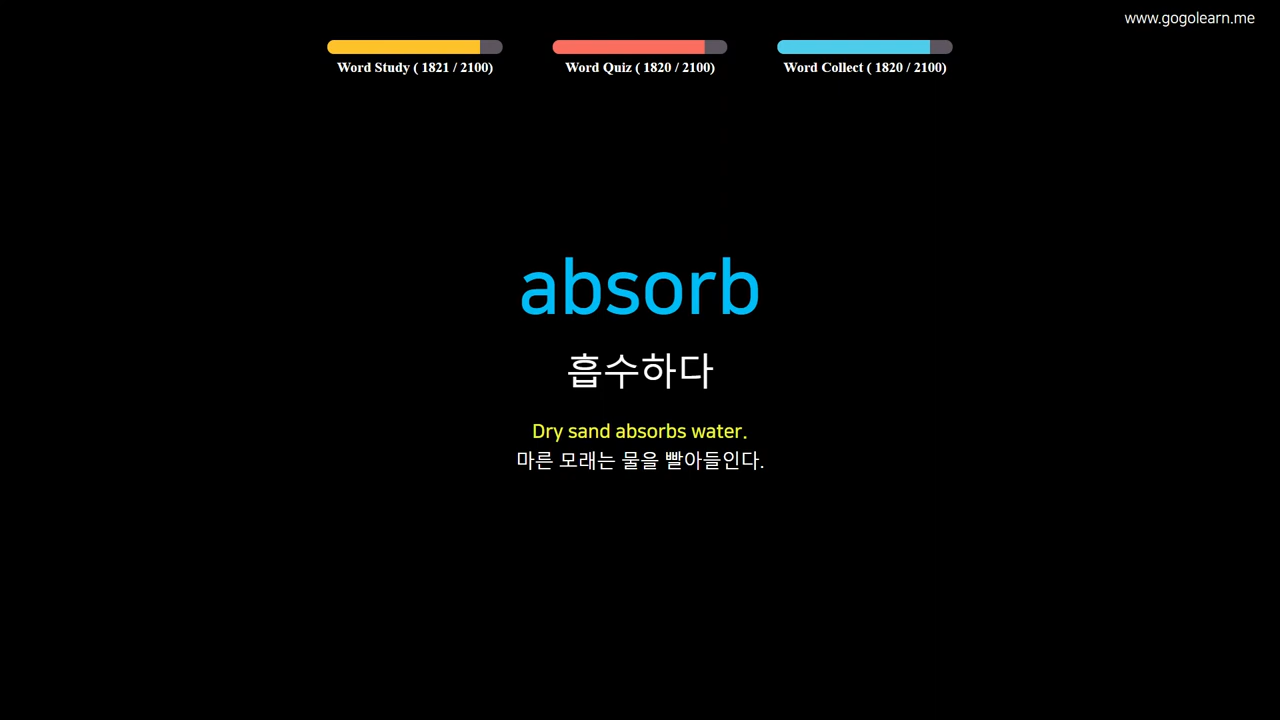 www.gogolearn.me
Word Study ( 1821 / 2100)
Word Quiz ( 1820 / 2100)
Word Collect ( 1820 / 2100)
absorb
흡수하다
Dry sand absorbs water.
마른 모래는 물을 빨아들인다.